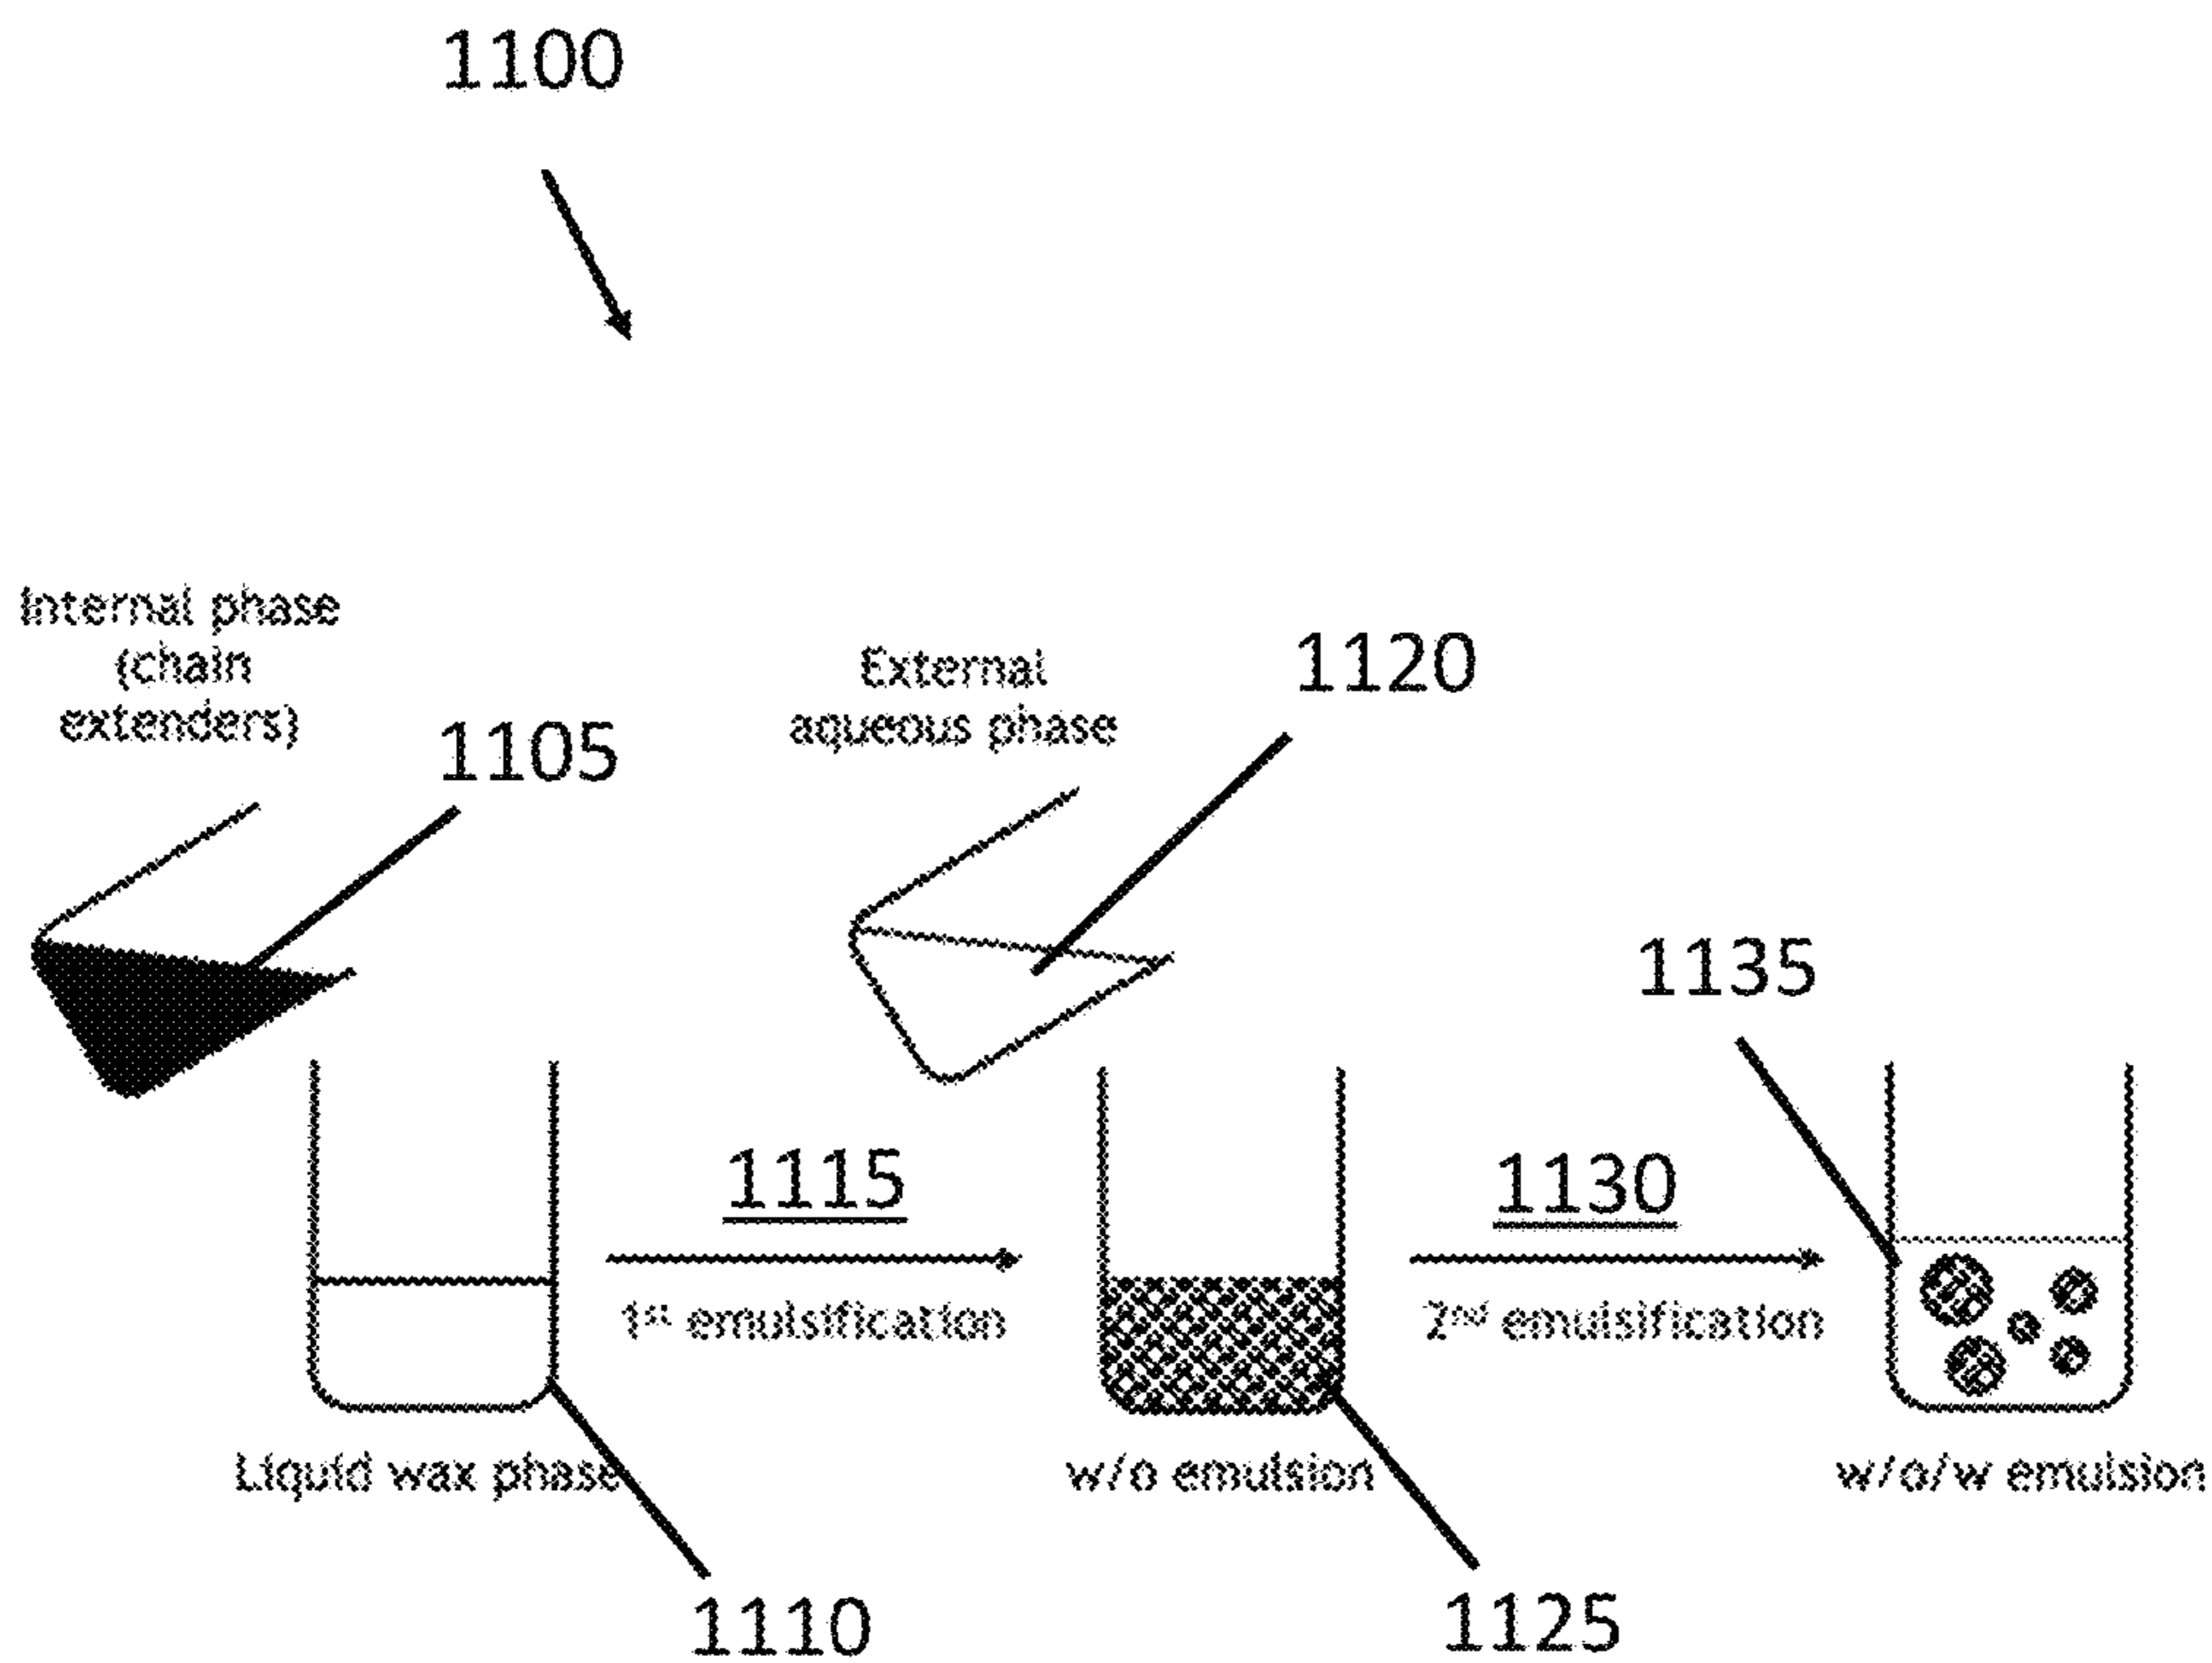 1100
Internal phase
(chain
extenders)
1105
External
aqueous phase
1120
1135
1115
1st emulsification
1130
2nd emulsification
Liquid wax phase
w/o emulsion
w/o/w emulsion
1110
1125